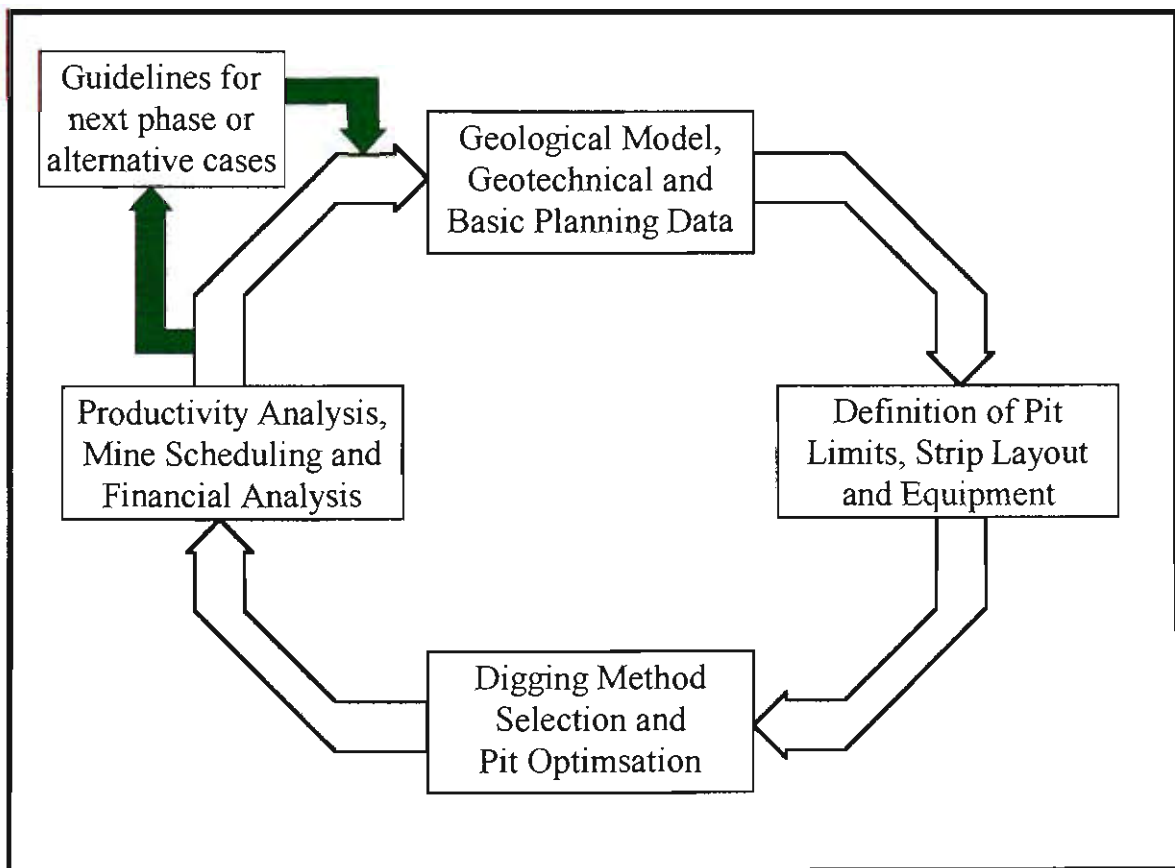 Guidelines for
next phase or
alternative cases
Geological Model,
Geotechnical and
Basic Planning Data
Definition of Pit
Limits, Strip Layout
and Equipment
Digging Method
Selection and
Pit Optimsation
Productivity Analysis,
Mine Scheduling and
Financial Analysis